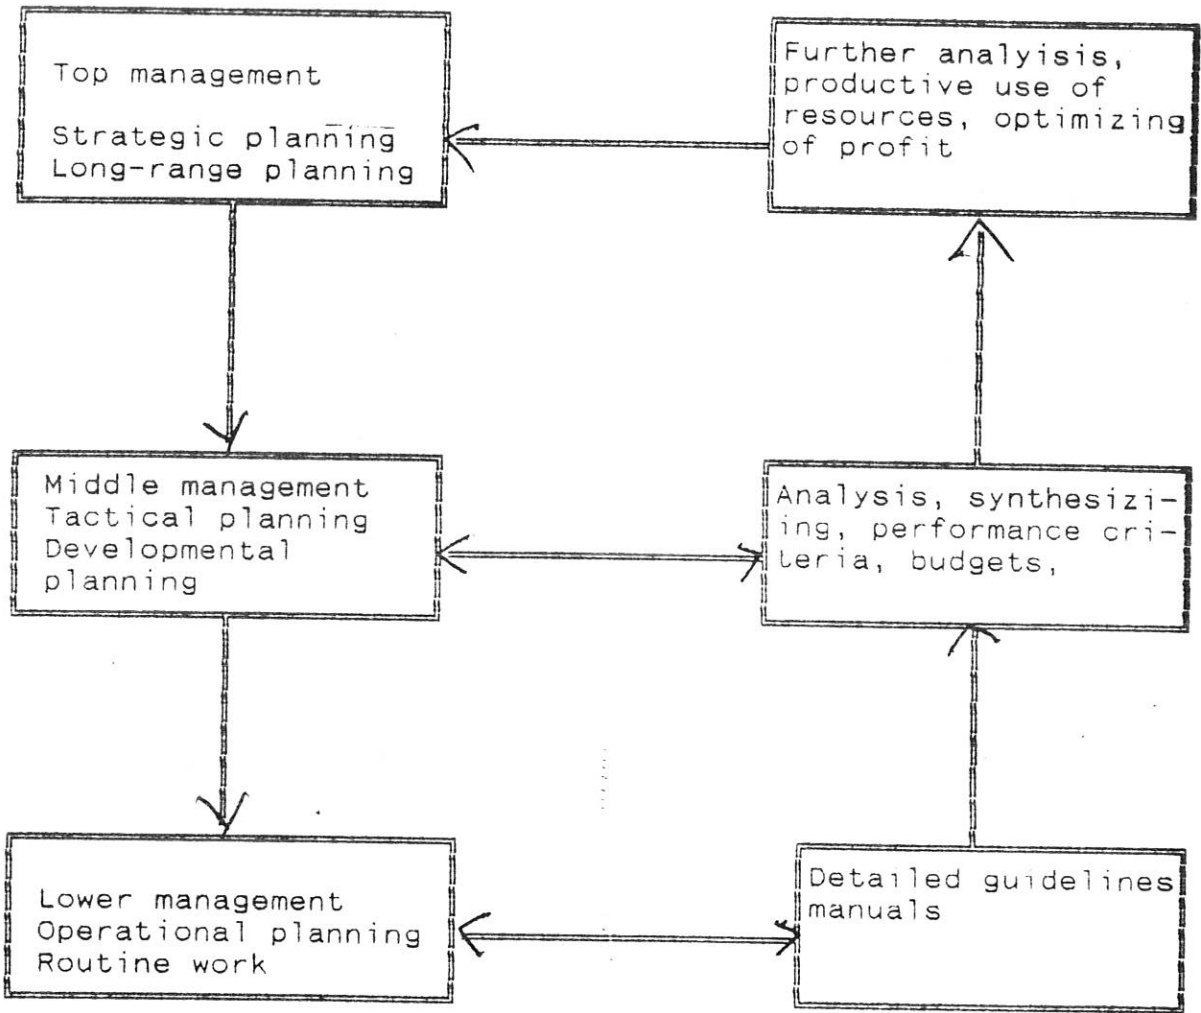 Top management
Strategic planning
Long-range planning
Further analyisis,
productive use of
resources, optimizing
of profit
Middle management
Tactical planning
Developmental
planning
Analysis, synthesizi-
ing, performance cri-
teria, budgets,
Lower management
Operational planning
Routine work
Detailed guidelines
manuals